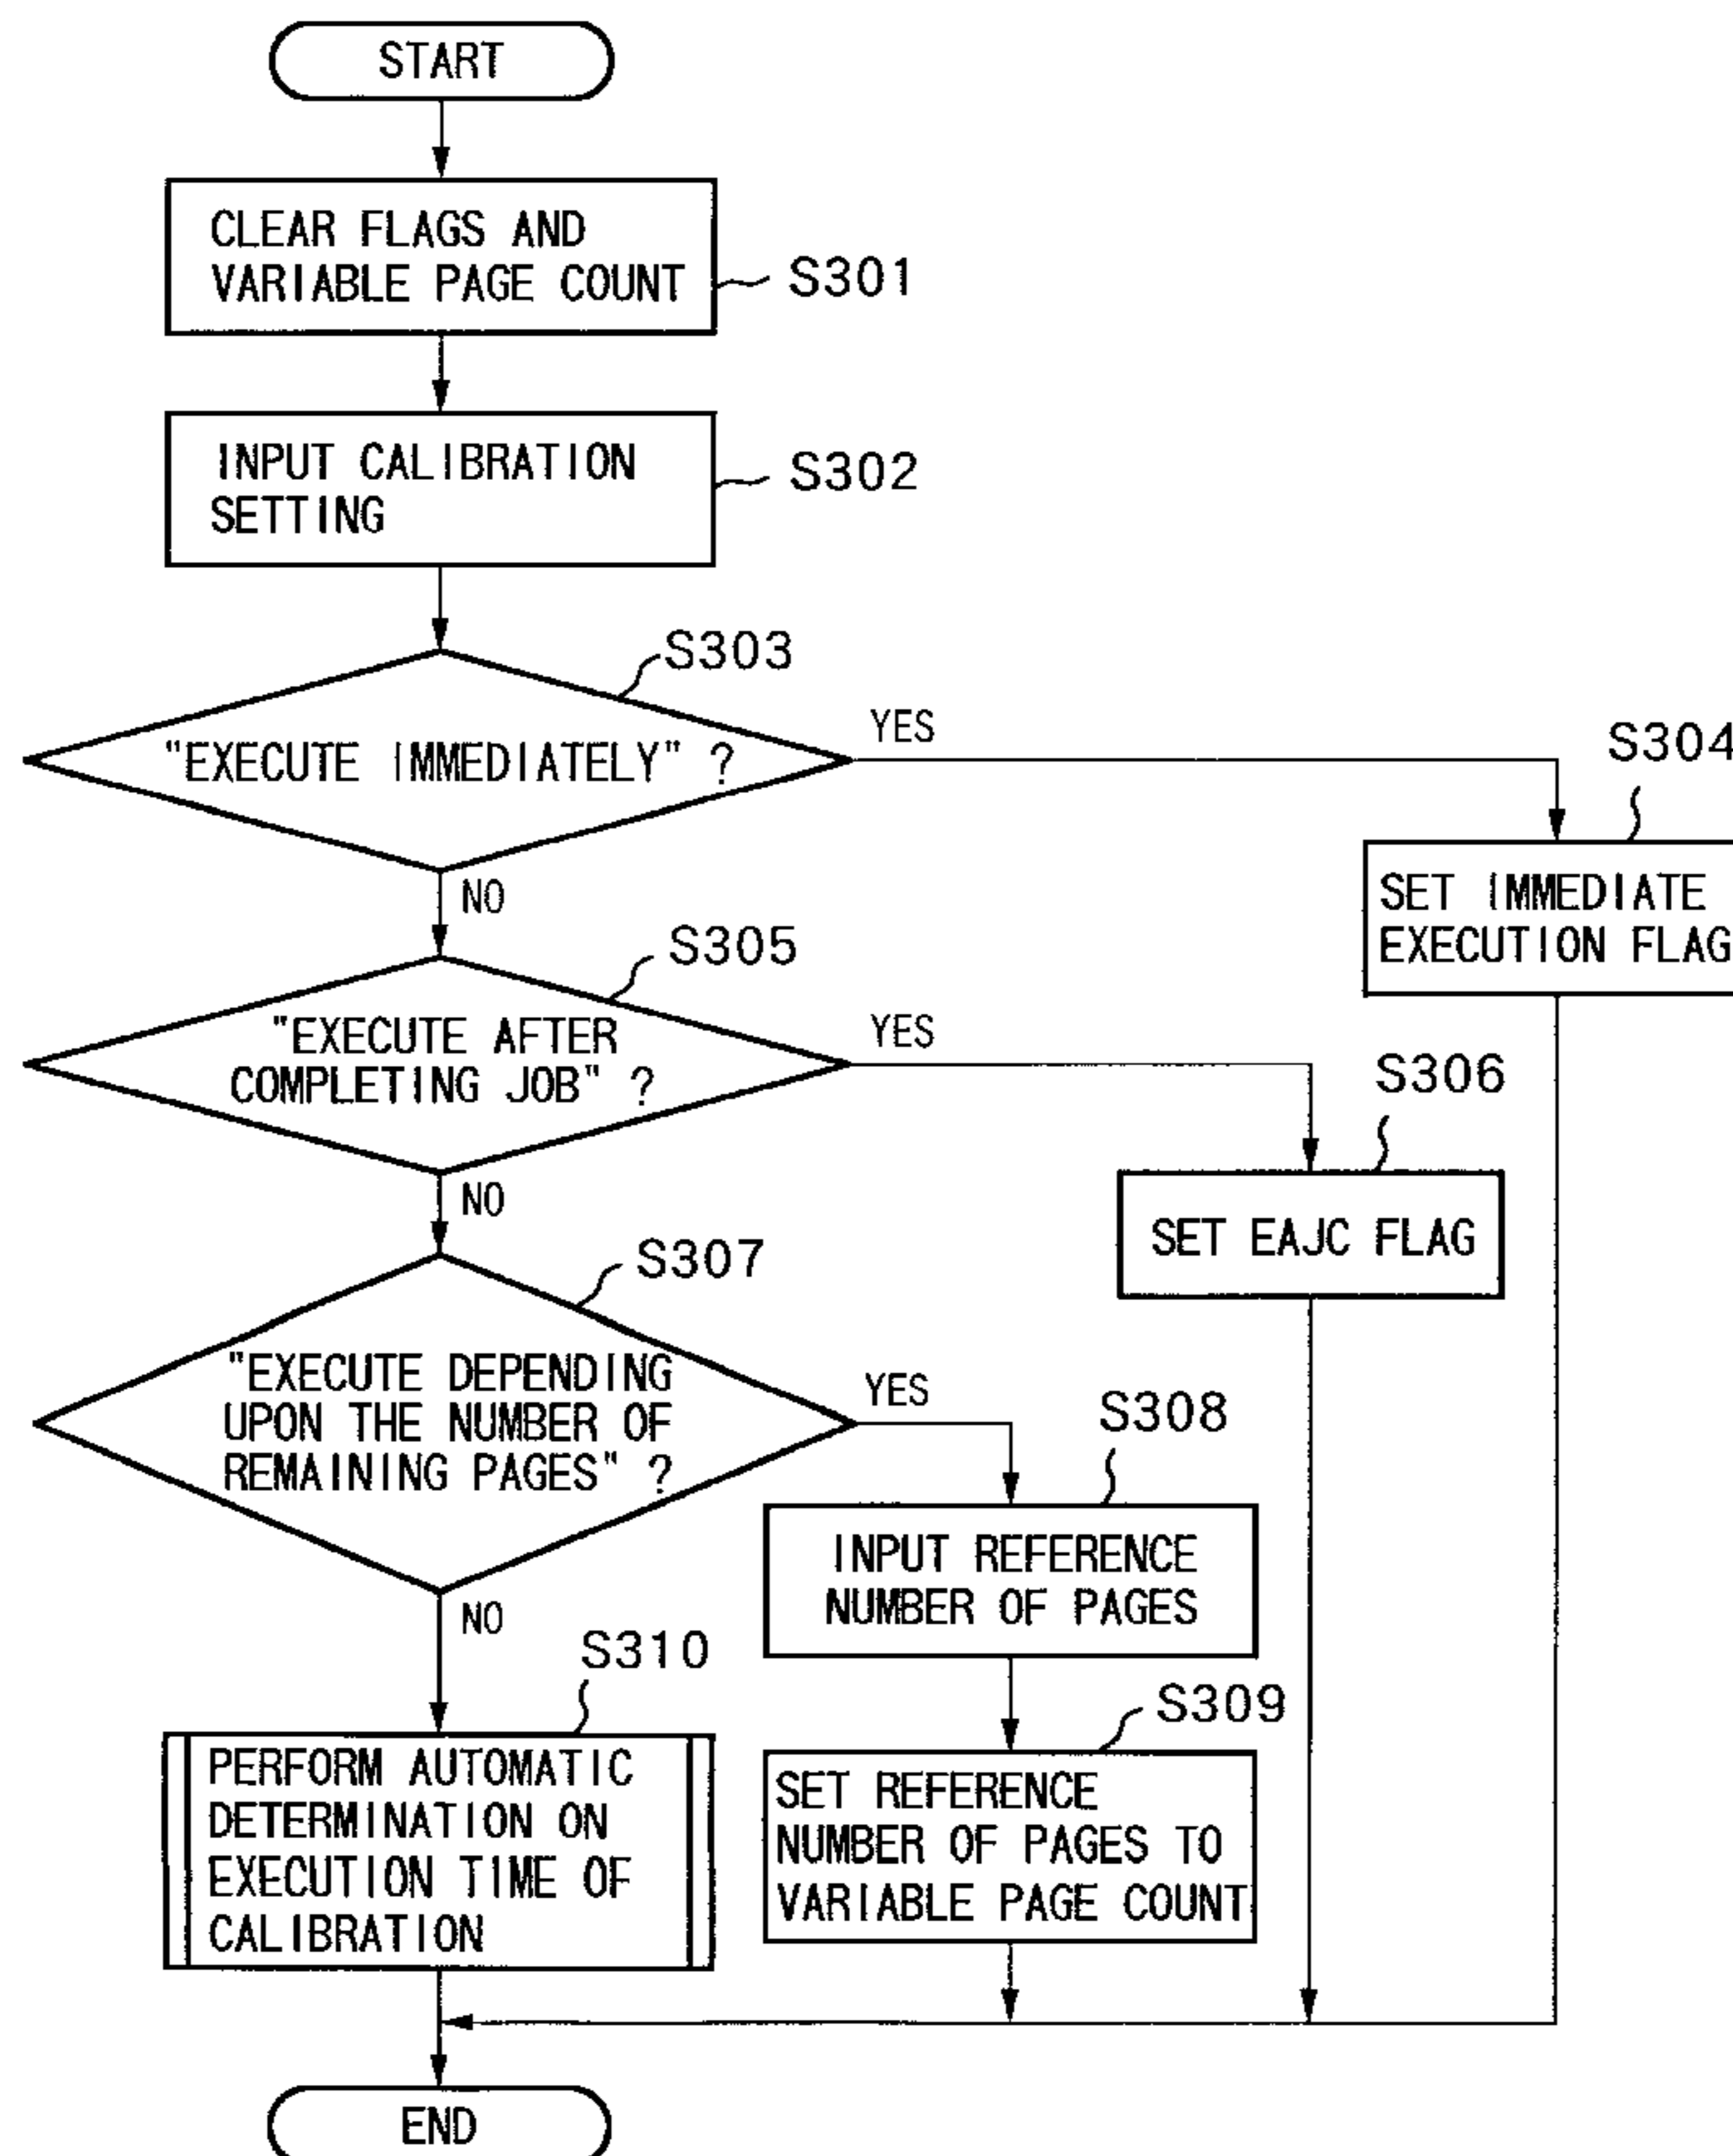 START
CLEAR FLAGS AND
VARIABLE PAGE COUNT
S301
INPUT CALIBRATION
SETTING
S302
S303
"EXECUTE IMMEDIATELY" ?
YES
NO
S304
SET IMMEDIATE
EXECUTION FLAG
S305
"EXECUTE AFTER
COMPLETING JOB" ?
YES
NO
S306
SET EAJC FLAG
S307
"EXECUTE DEPENDING
UPON THE NUMBER OF
REMAINING PAGES" ?
YES
NO
S308
INPUT REFERENCE
NUMBER OF PAGES
S309
SET REFERENCE
NUMBER OF PAGES TO
VARIABLE PAGE COUNT
S310
PERFORM AUTOMATIC
DETERMINATION ON
EXECUTION TIME OF
CALIBRATION
END